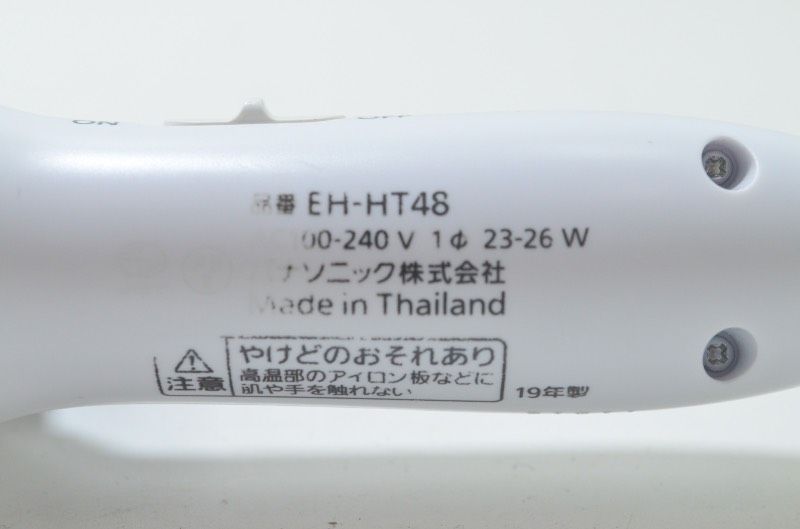 ON
OFF
品番 EH-HT48
100-240 V 1φ 23-26 W
ナソニック株式会社
Made in Thailand
注意
やけどのおそれあり
高温部のアイロン板などに
肌や手を触れない
19年製